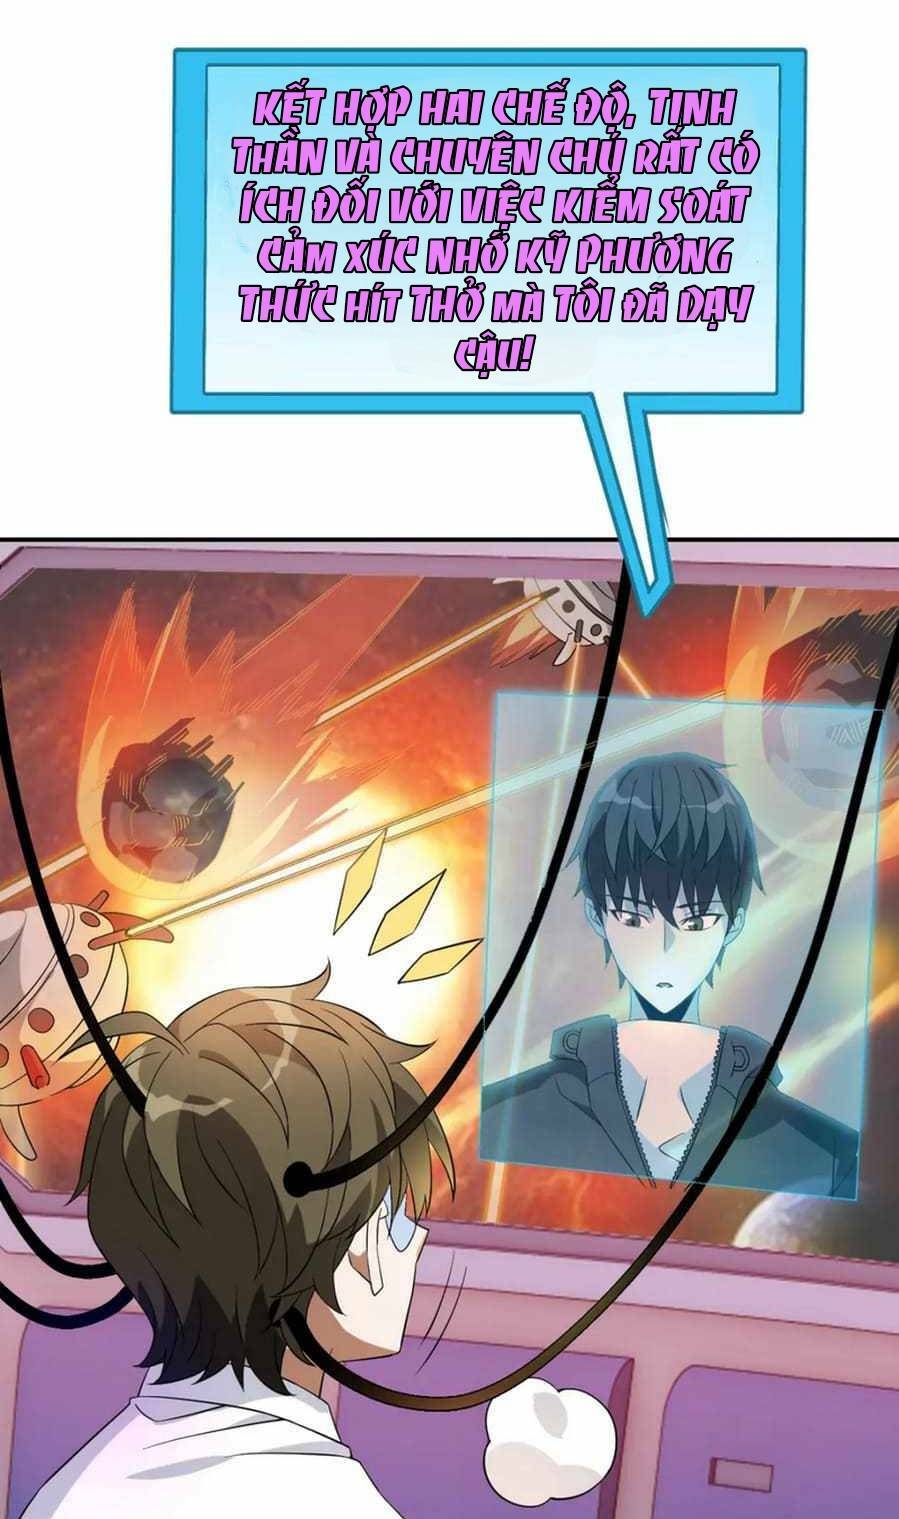 KẾT HỢP HAI CHẾ ĐỘ, TINH
THẦN VÀ CHUYÊN CHÚ RẤT CÓ
ÍCH ĐỐI VỚI VIỆC KIỂM SOÁT
CẢM XÚC NHỚ KỸ PHƯƠNG
THỨC HÍT THỞ MÀ TÔI ĐÃ DẠY
CẬU!